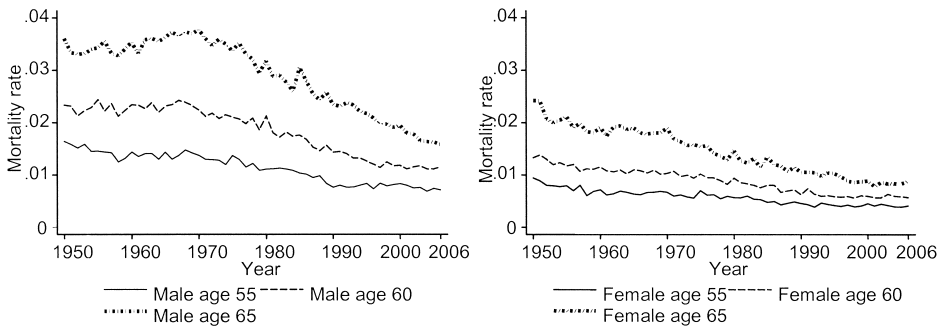 .04
.03
.02
.01
0
Mortality rate
1950 1960 1970 1980 1990 2000 2006
Year
Male age 55 Male age 60
Male age 65
.04
.03
.02
.01
0
Mortality rate
1950 1960 1970 1980 1990 2000 2006
Year
Female age 55 Female age 60
Female age 65